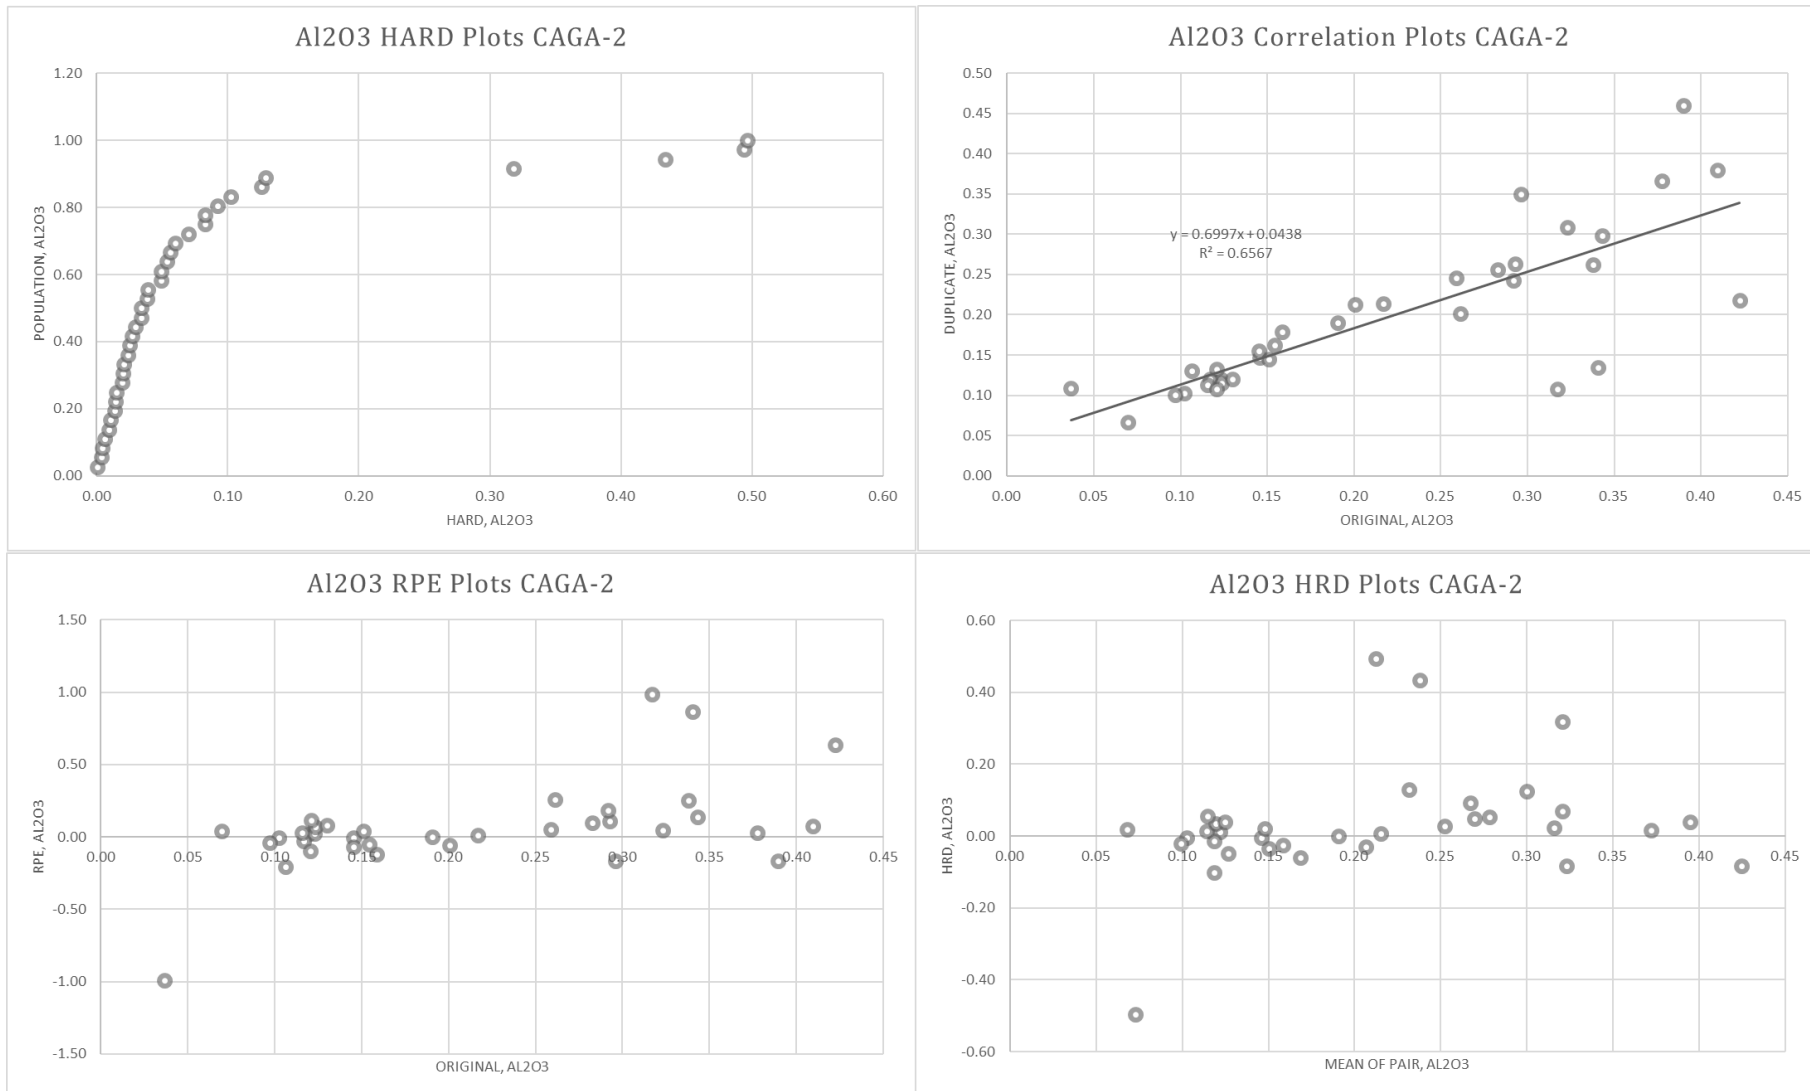 Al2O3 HARD Plots CAGA-2
1.20
1.00
0.80
0.60
0.40
0.20
0.00
POPULATION, AL2O3
0.00 0.10 0.20 0.30 0.40 0.50 0.60
HARD, AL2O3
Al2O3 Correlation Plots CAGA-2
0.50
0.45
0.40
0.35
0.30
0.25
0.20
0.15
0.10
0.05
0.00
DUPLICATE, AL2O3
y = 0.6997x + 0.0438
R² = 0.6567
0.00 0.05 0.10 0.15 0.20 0.25 0.30 0.35 0.40 0.45
ORIGINAL, AL2O3
Al2O3 RPE Plots CAGA-2
1.50
1.00
0.50
0.00
-0.50
-1.00
-1.50
RPE, AL2O3
0.00 0.05 0.10 0.15 0.20 0.25 0.30 0.35 0.40 0.45
ORIGINAL, AL2O3
Al2O3 HRD Plots CAGA-2
0.60
0.40
0.20
0.00
-0.20
-0.40
-0.60
HRD, AL2O3
0.00 0.05 0.10 0.15 0.20 0.25 0.30 0.35 0.40 0.45
MEAN OF PAIR, AL2O3